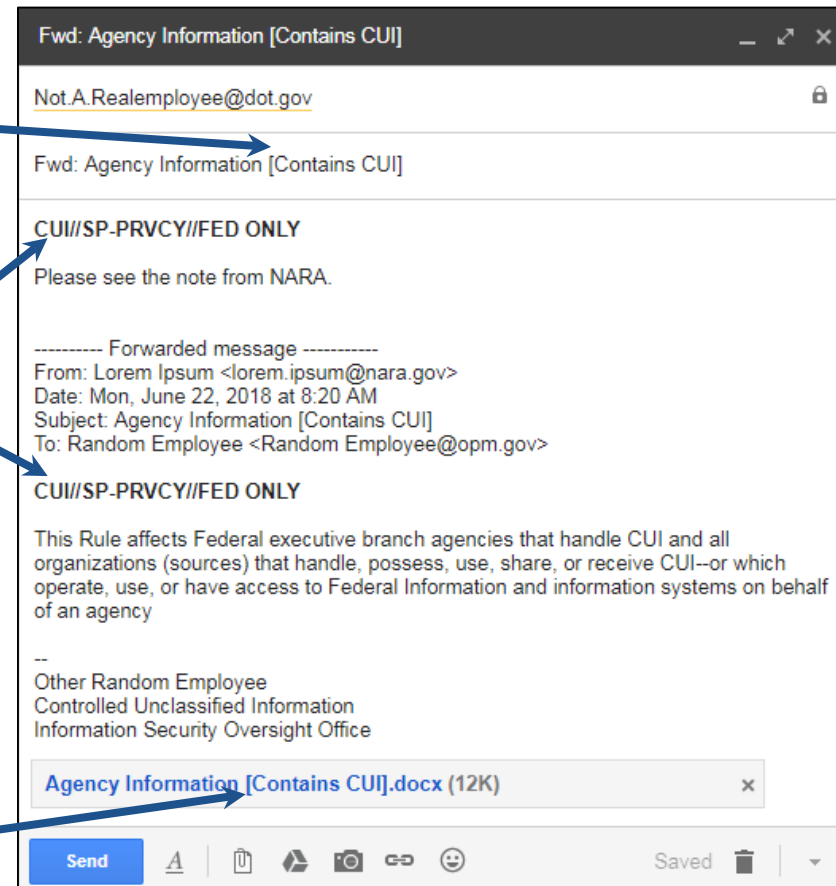 Fwd: Agency Information [Contains CUI]
Not.A.Realemployee@dot.gov
Fwd: Agency Information [Contains CUI]
CUI//SP-PRVCY//FED ONLY
Please see the note from NARA.
---------- Forwarded message -----------
From: Lorem Ipsum <lorem.ipsum@nara.gov>
Date: Mon, June 22, 2018 at 8:20 AM
Subject: Agency Information [Contains CUI]
To: Random Employee <Random Employee@opm.gov>
CUI//SP-PRVCY//FED ONLY
This Rule affects Federal executive branch agencies that handle CUI and all
organizations (sources) that handle, possess, use, share, or receive CUI--or which
operate, use, or have access to Federal Information and information systems on behalf
of an agency
--
Other Random Employee
Controlled Unclassified Information
Information Security Oversight Office
Agency Information [Contains CUI].docx (12K)
Send A Saved